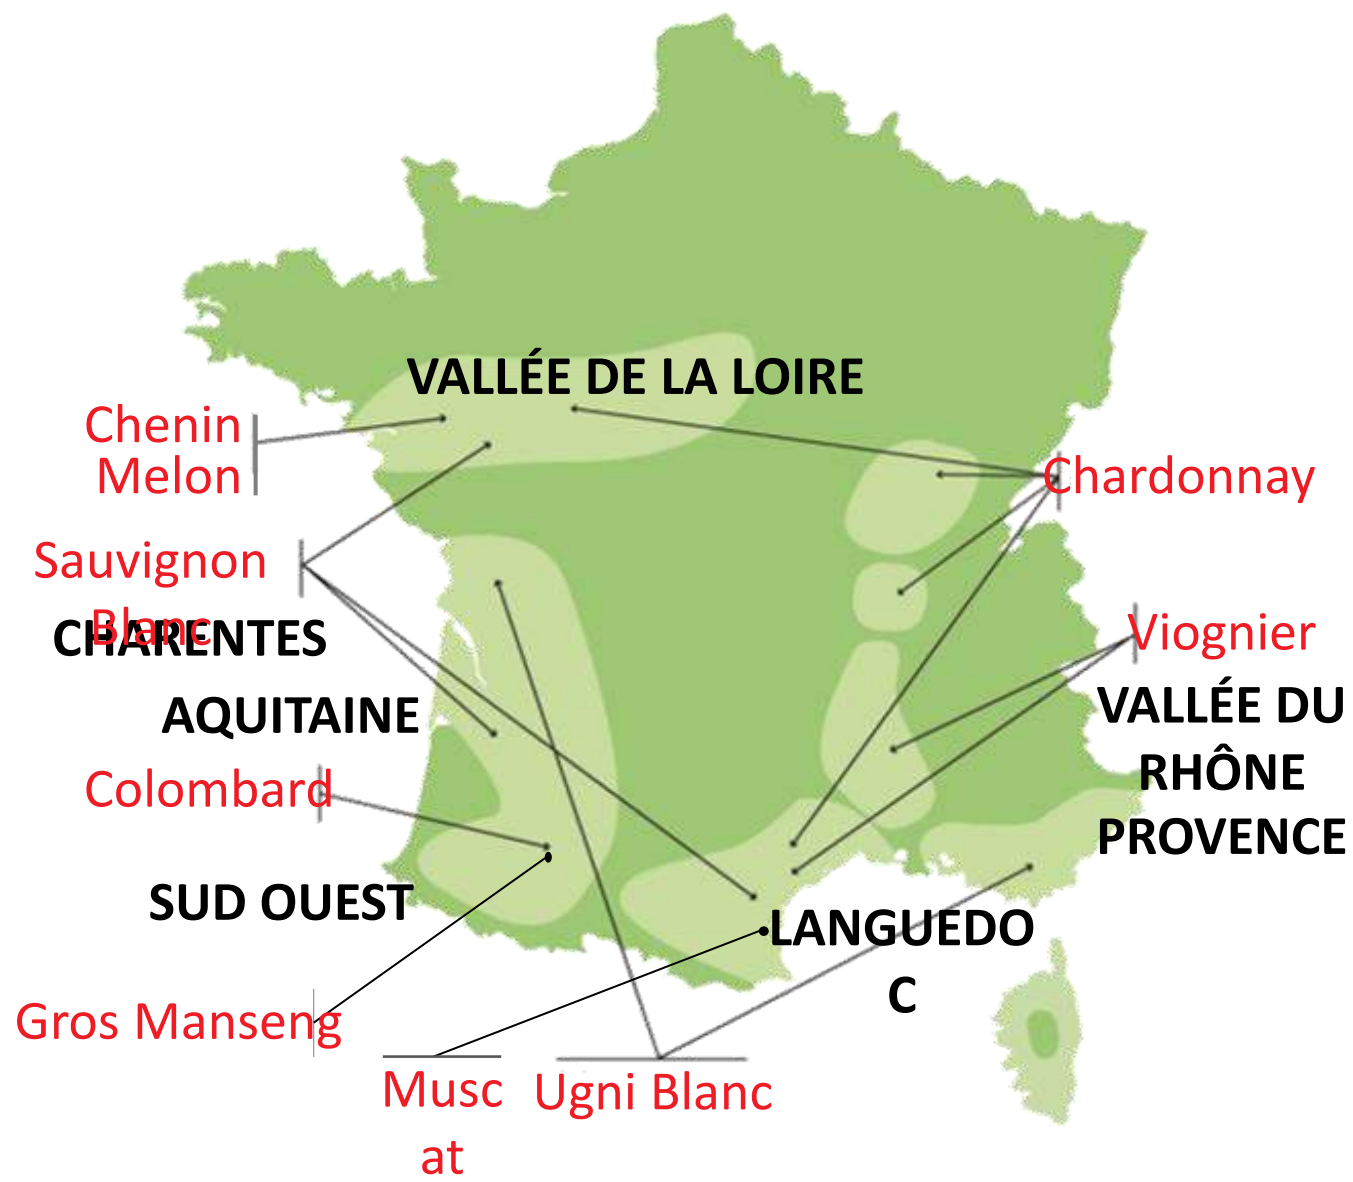 VALLÉE DE LA LOIRE
Chenin
Melon
Chardonnay
Sauvignon
Blanc
CHARENTES
Viognier
AQUITAINE
VALLÉE DU
RHÔNE
PROVENCE
Colombard
SUD OUEST
LANGUEDO
C
Gros Manseng
Musc
at
Ugni Blanc